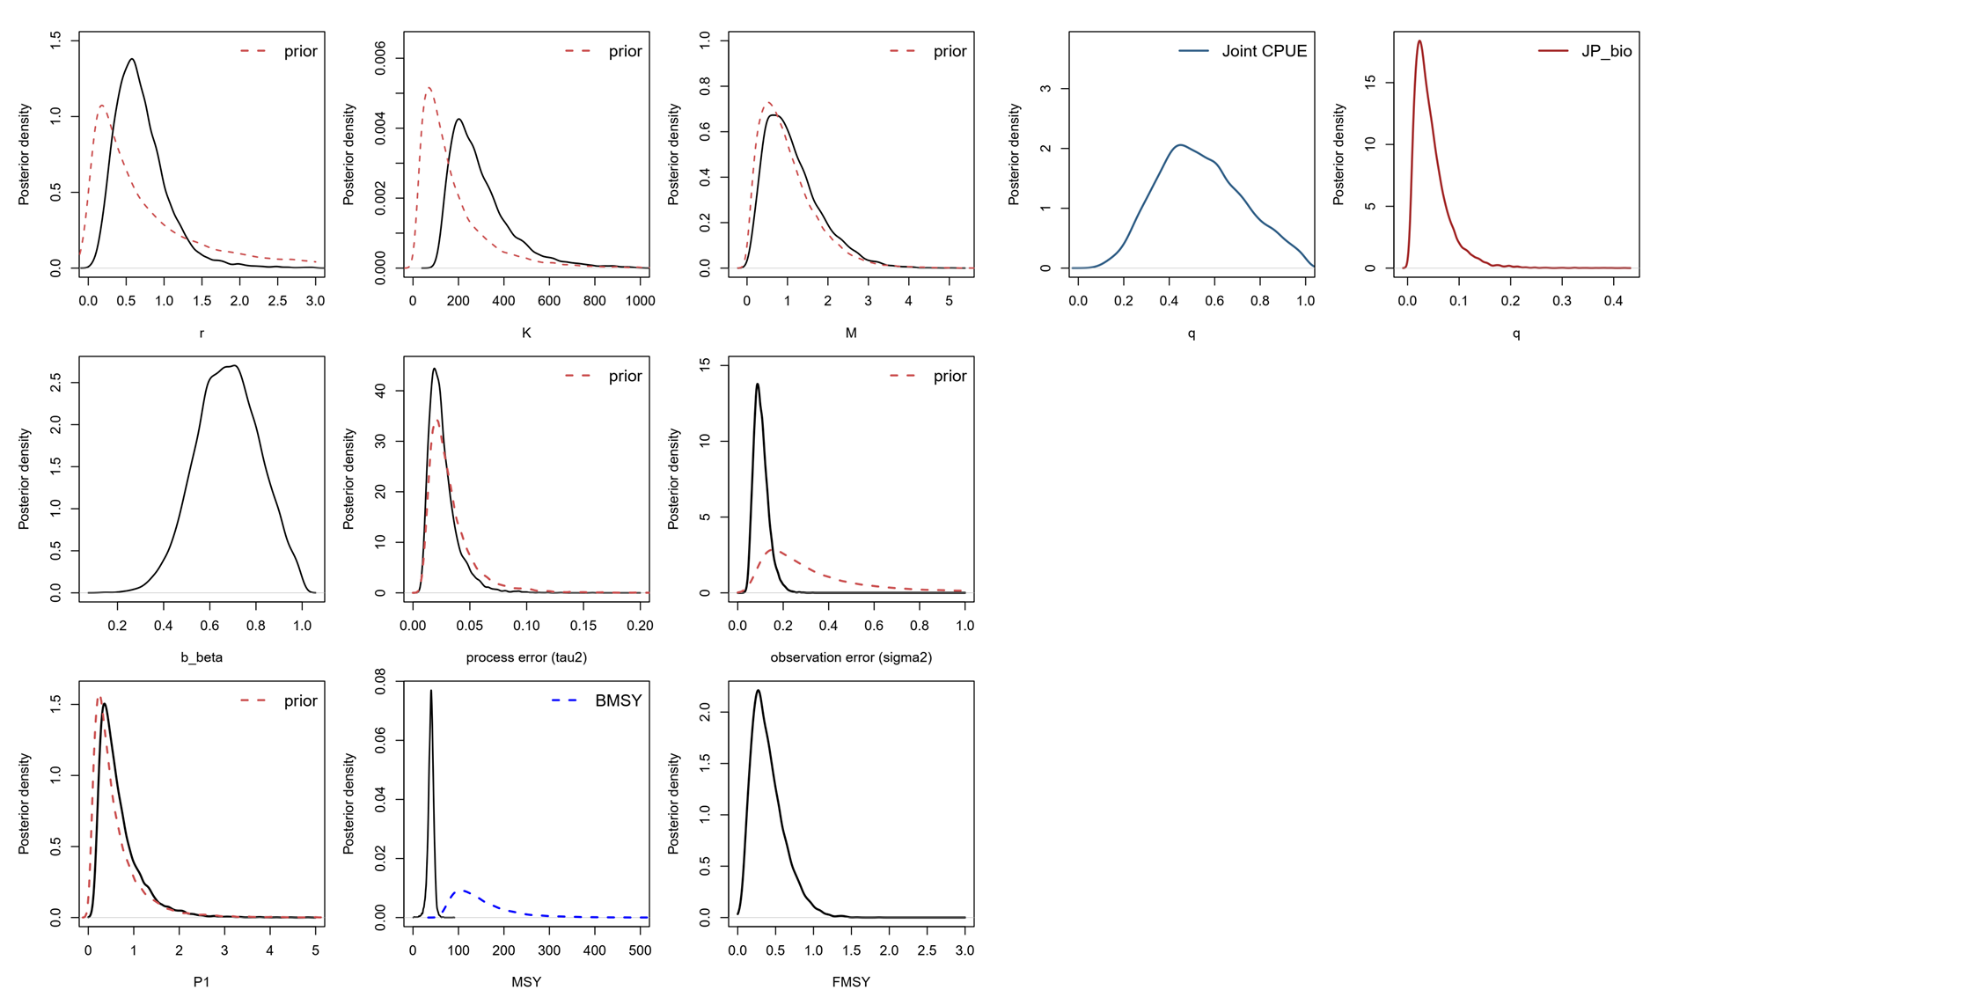 prior
Posterior density
0.0 0.5 1.0 1.5
0.0 0.5 1.0 1.5 2.0 2.5 3.0
r
prior
Posterior density
0.000 0.002 0.004 0.006
0 200 400 600 800 1000
K
prior
Posterior density
0.0 0.2 0.4 0.6 0.8 1.0
0 1 2 3 4 5
M
Joint CPUE
Posterior density
0 1 2 3
0.0 0.2 0.4 0.6 0.8 1.0
q
JP_bio
Posterior density
0 5 10 15
0.0 0.1 0.2 0.3 0.4
q
Posterior density
0.0 0.5 1.0 1.5 2.0 2.5
0.2 0.4 0.6 0.8 1.0
b_beta
prior
Posterior density
0 10 20 30 40
0.00 0.05 0.10 0.15 0.20
process error (tau2)
prior
Posterior density
0 5 10 15
0.0 0.2 0.4 0.6 0.8 1.0
observation error (sigma2)
prior
Posterior density
0.0 0.5 1.0 1.5
0 1 2 3 4 5
P1
BMSY
Posterior density
0.00 0.02 0.04 0.06 0.08
0 100 200 300 400 500
MSY
Posterior density
0.0 0.5 1.0 1.5 2.0
0.0 0.5 1.0 1.5 2.0 2.5 3.0
FMSY